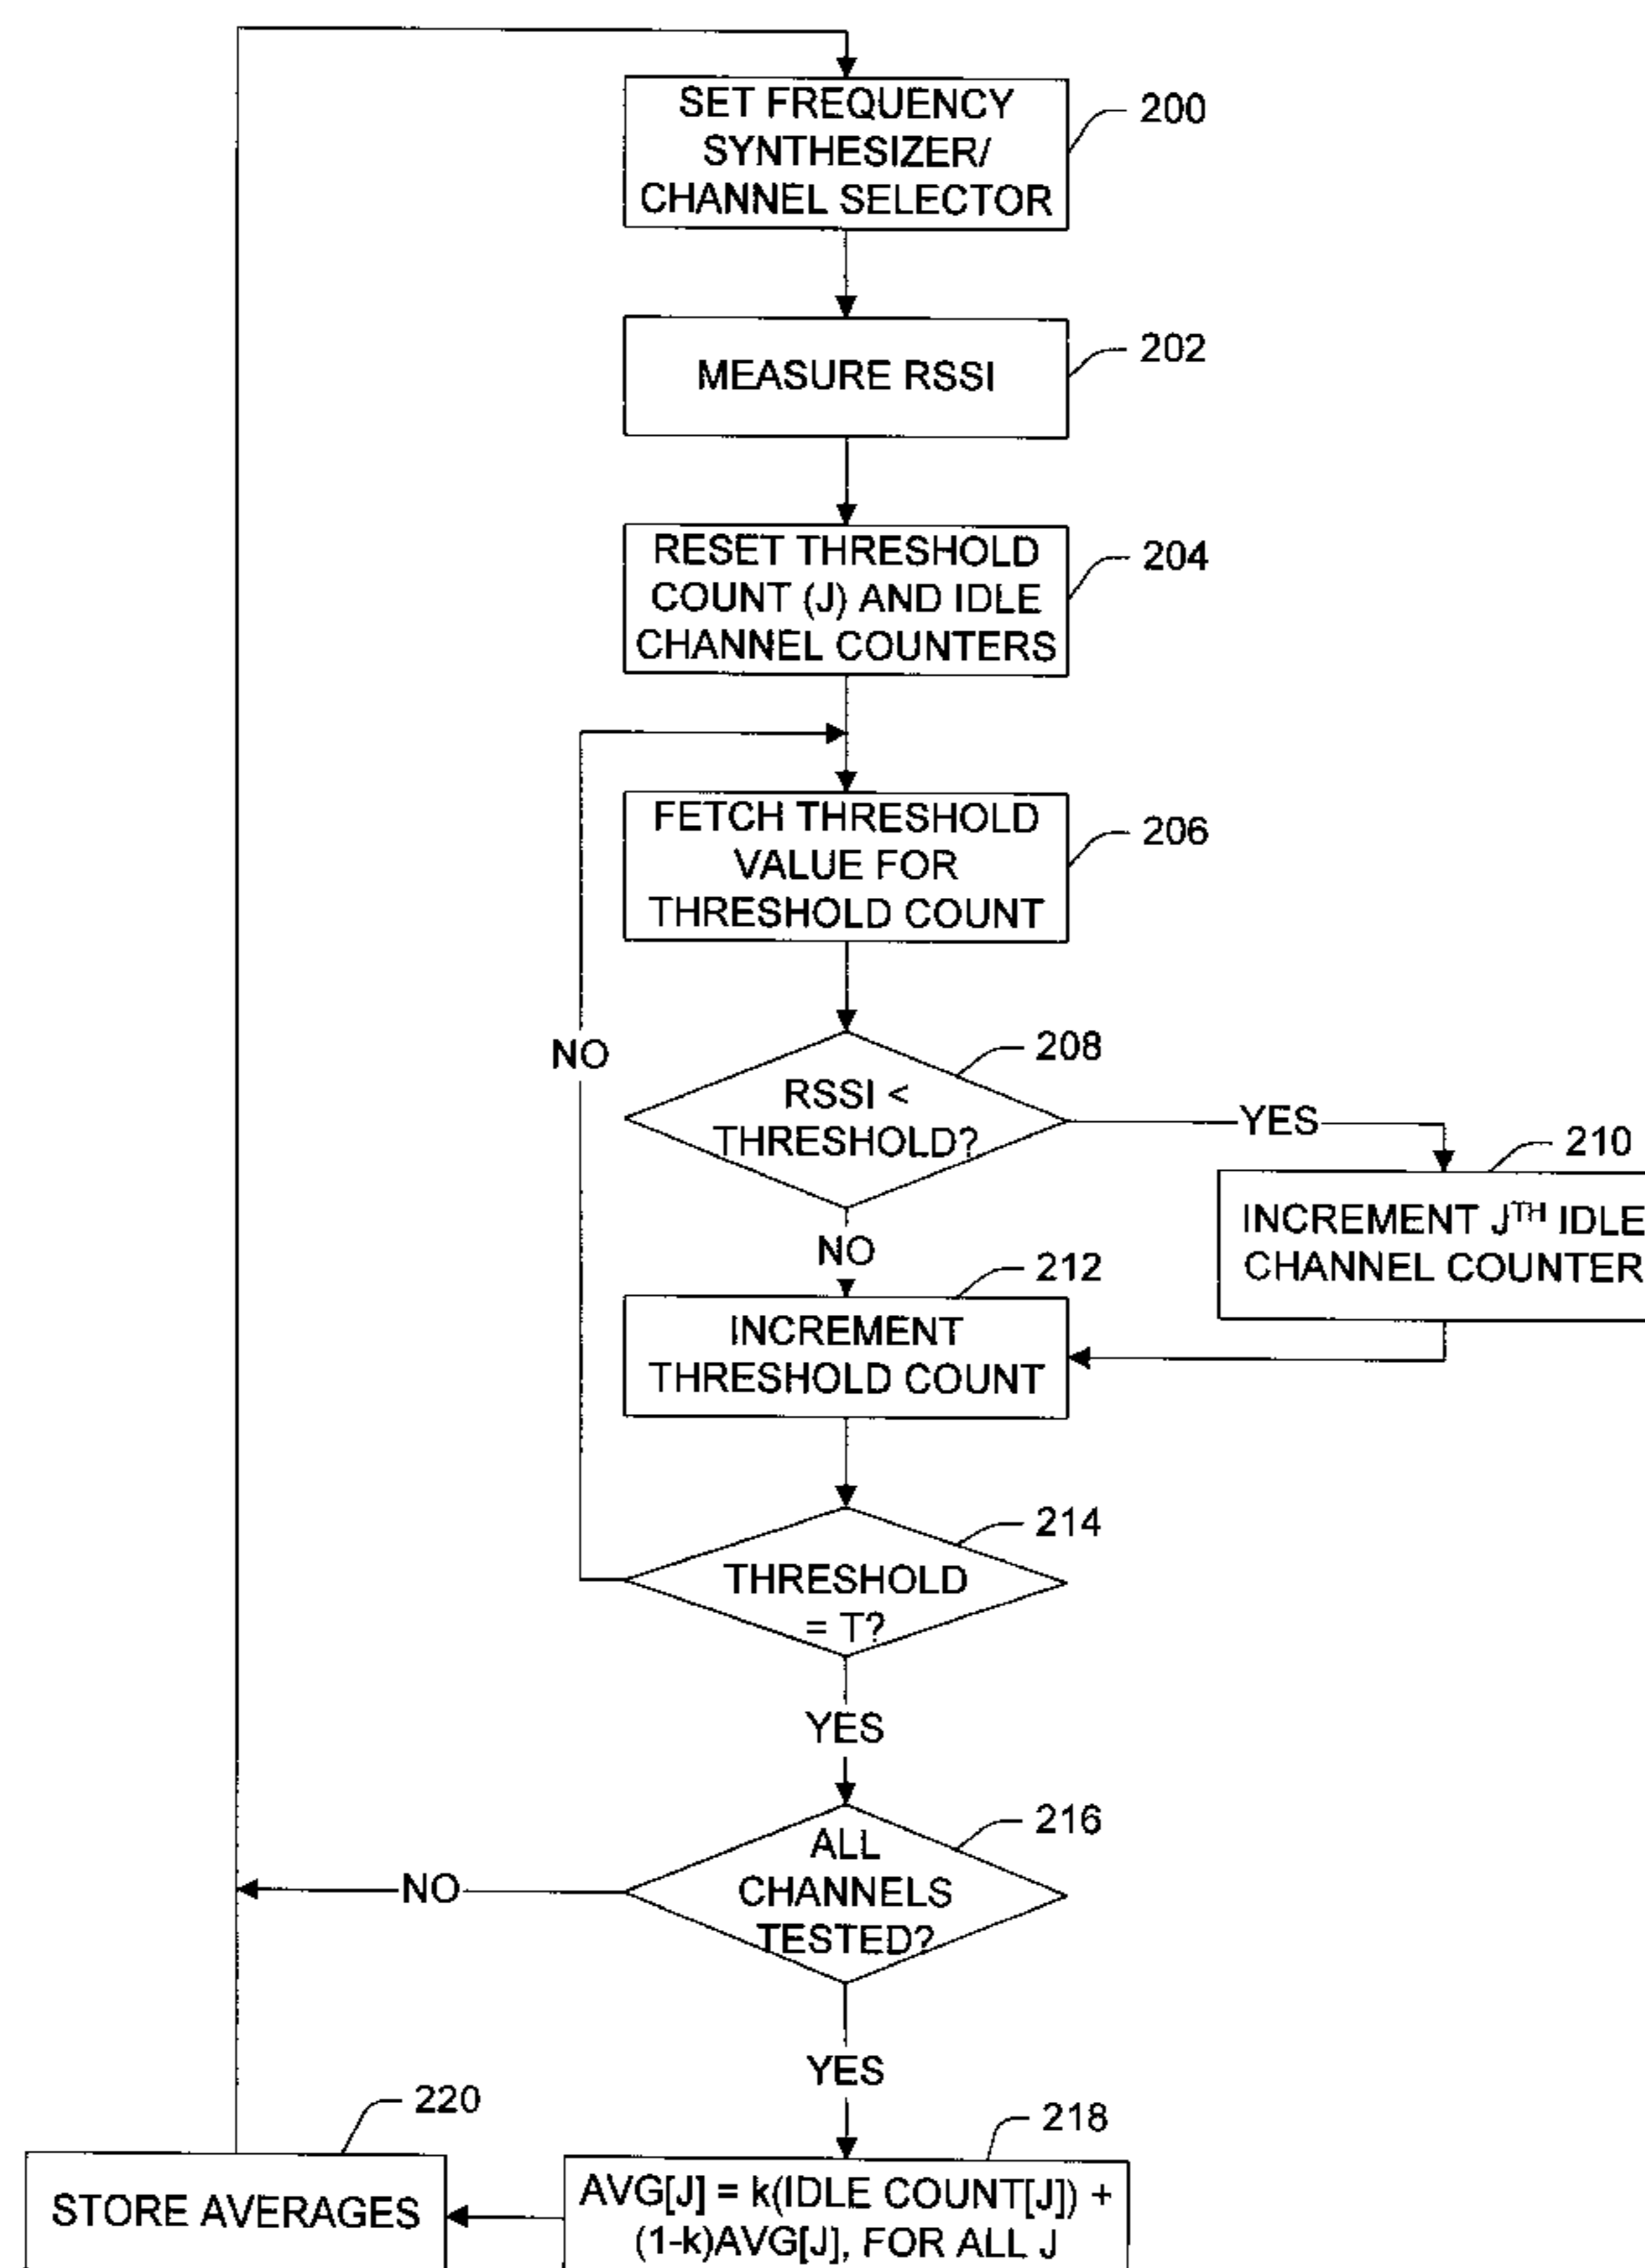 SET FREQUENCY
SYNTHESIZER/
CHANNEL SELECTOR
200
MEASURE RSSI
202
RESET THRESHOLD
COUNT (J) AND IDLE
CHANNEL COUNTERS
204
FETCH THRESHOLD
VALUE FOR
THRESHOLD COUNT
206
NO
RSSI <
THRESHOLD?
208
YES
210
INCREMENT JTH IDLE
CHANNEL COUNTER
NO
212
INCREMENT
THRESHOLD COUNT
214
THRESHOLD
= T?
YES
216
ALL
CHANNELS
TESTED?
NO
YES
220
STORE AVERAGES
218
AVG[J] = k(IDLE COUNT[J]) +
(1-k)AVG[J], FOR ALL J